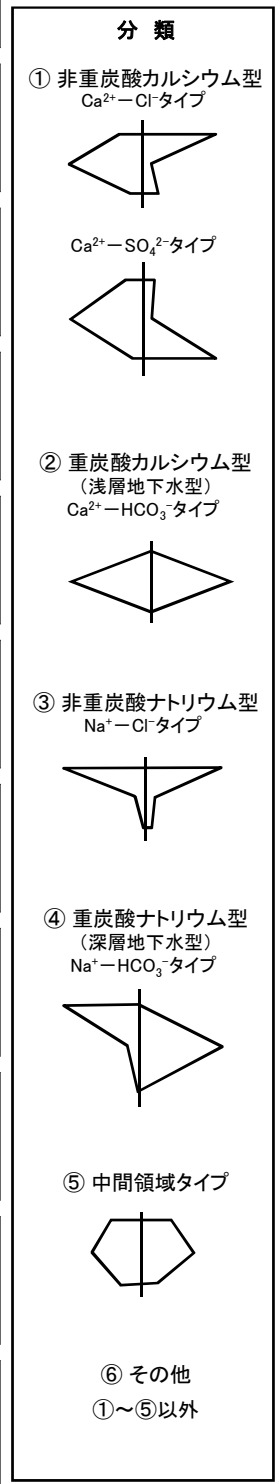 分 類
① 非重炭酸カルシウム型
Ca²⁺－Cl⁻タイプ
Ca²⁺－SO₄²⁻タイプ
② 重炭酸カルシウム型
（浅層地下水型）
Ca²⁺－HCO₃⁻タイプ
③ 非重炭酸ナトリウム型
Na⁺－Cl⁻タイプ
④ 重炭酸ナトリウム型
（深層地下水型）
Na⁺－HCO₃⁻タイプ
⑤ 中間領域タイプ
⑥ その他
①～⑤以外